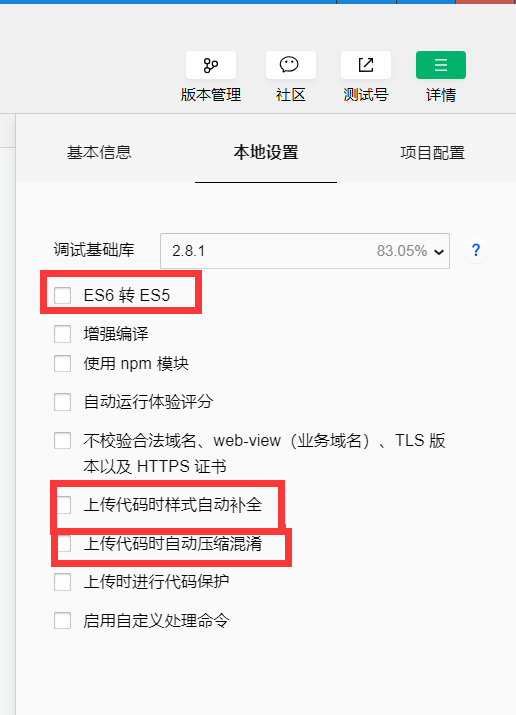 版本管理 社区 测试号 详情
基本信息 本地设置 项目配置
调试基础库 2.8.1 83.05% ?
ES6 转 ES5
增强编译
使用 npm 模块
自动运行体验评分
不校验合法域名、web-view（业务域名）、TLS 版
本以及 HTTPS 证书
上传代码时样式自动补全
上传代码时自动压缩混淆
上传时进行代码保护
启用自定义处理命令